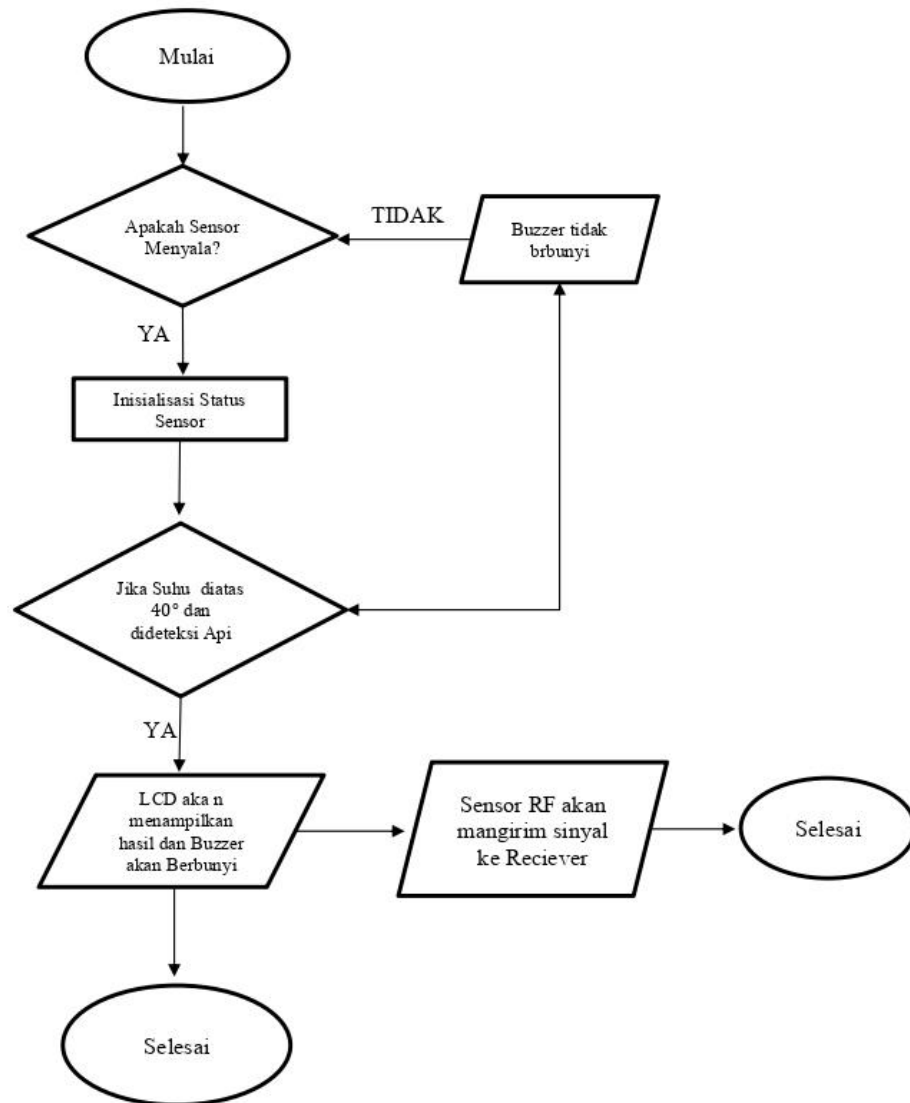 Mulai
Apakah Sensor
Menyala?
TIDAK
Buzzer tidak
brbunyi
YA
Inisialisasi Status
Sensor
Jika Suhu diatas
40° dan
dideteksi Api
YA
LCD aka n
menampilkan
hasil dan Buzzer
akan Berbunyi
Sensor RF akan
mangirim sinyal
ke Reciever
Selesai
Selesai